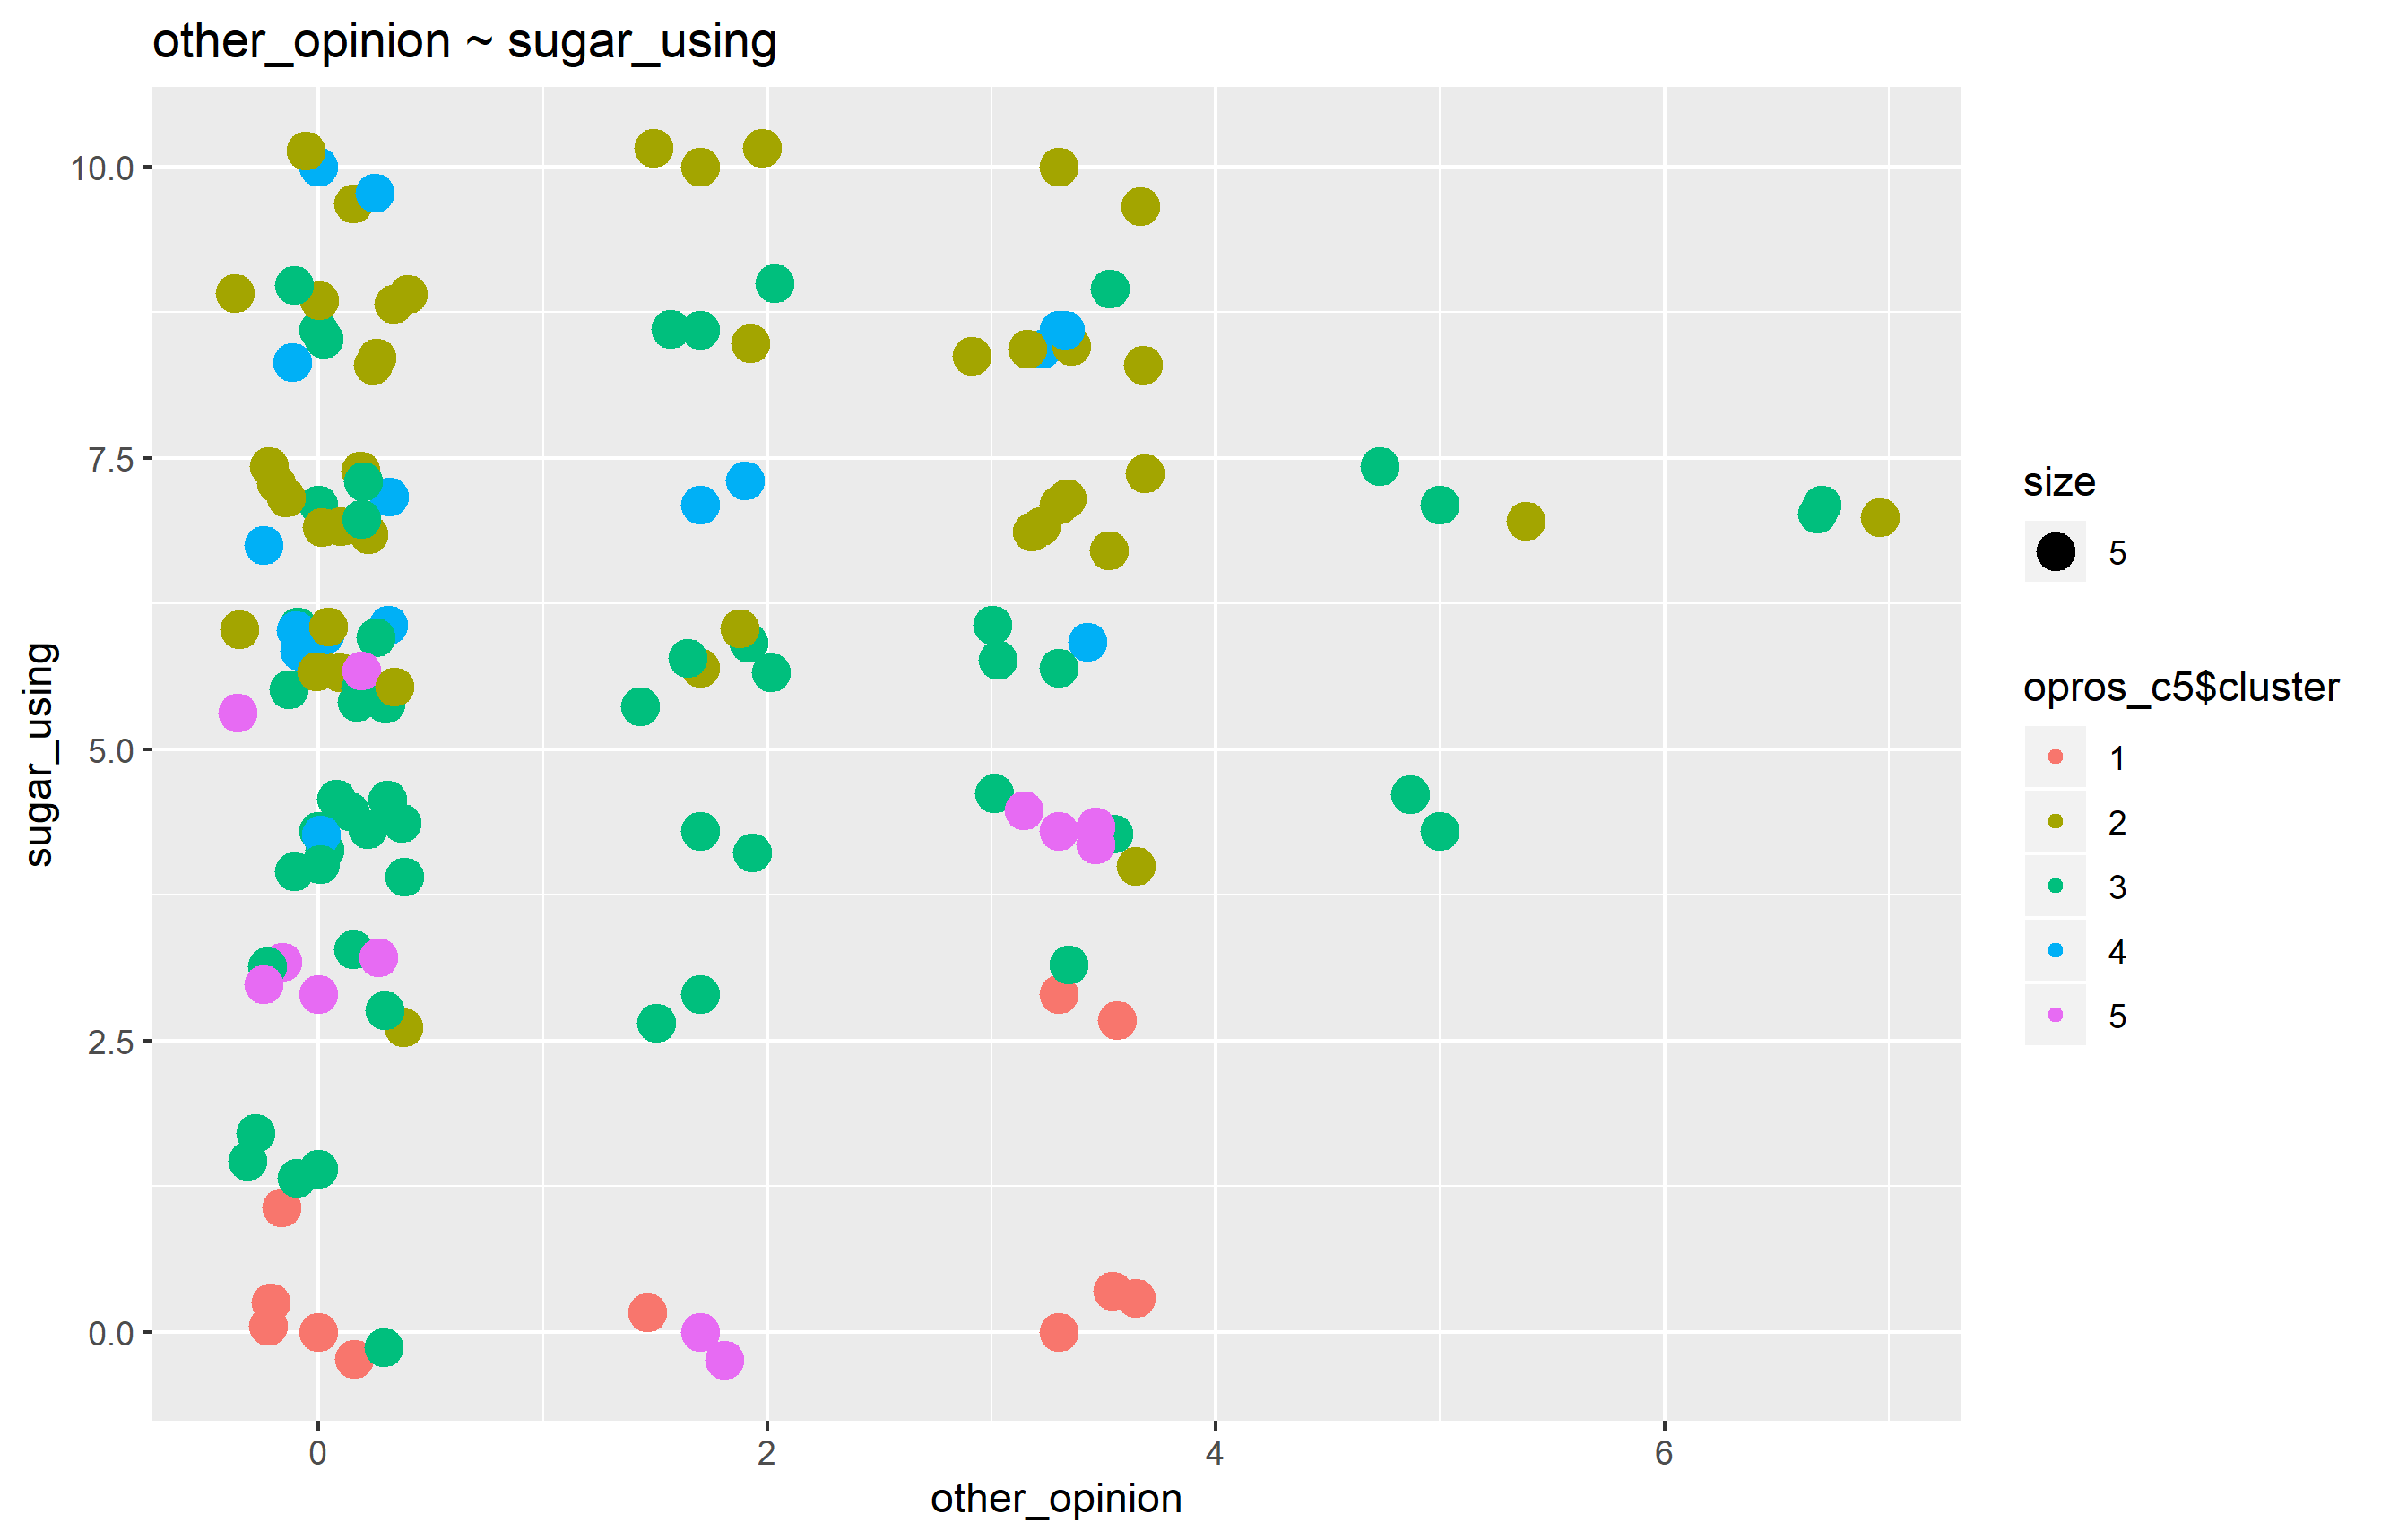 other_opinion ~ sugar_using
10.0
7.5
5.0
2.5
0.0
sugar_using
0 2 4 6
other_opinion
size
5
opros_c5$cluster
1
2
3
4
5